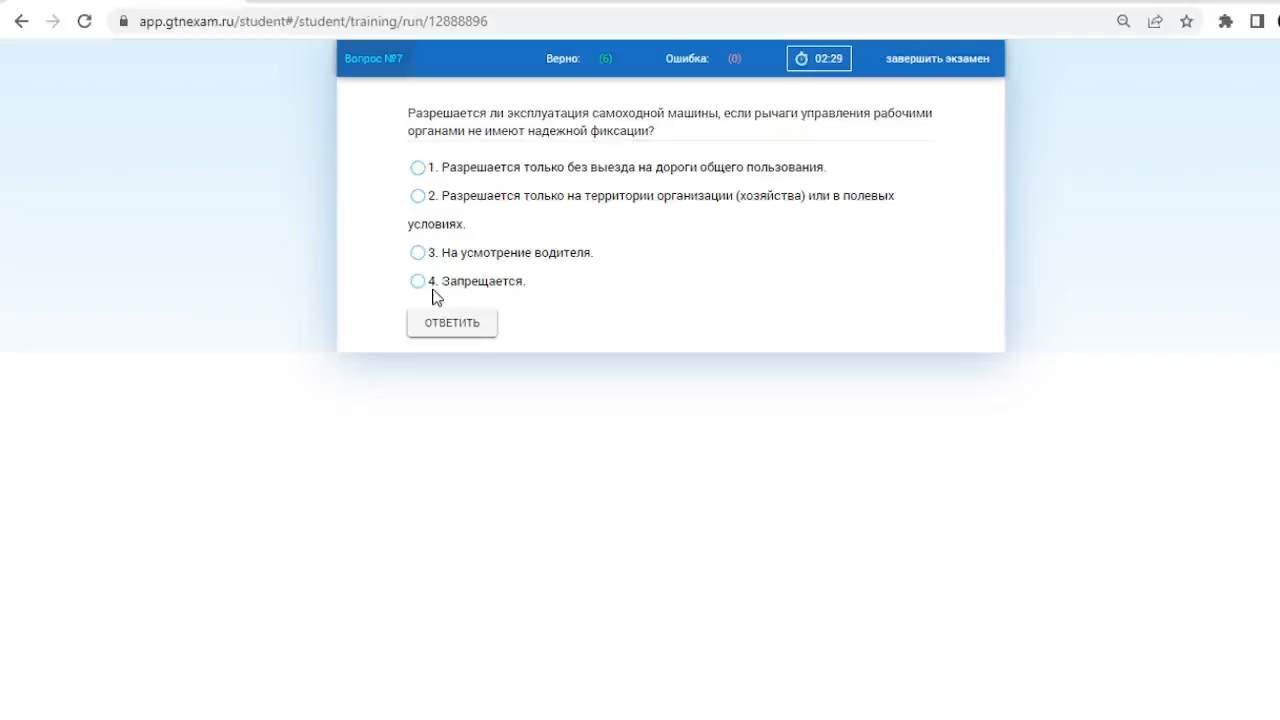 app.gtnexam.ru/student#/student/training/run/12888896
Вопрос №7 Верно: (6) Ошибка: (0) 02:29 завершить экзамен
Разрешается ли эксплуатация самоходной машины, если рычаги управления рабочими
органами не имеют надежной фиксации?
1. Разрешается только без выезда на дороги общего пользования.
2. Разрешается только на территории организации (хозяйства) или в полевых
условиях.
3. На усмотрение водителя.
4. Запрещается.
ОТВЕТИТЬ